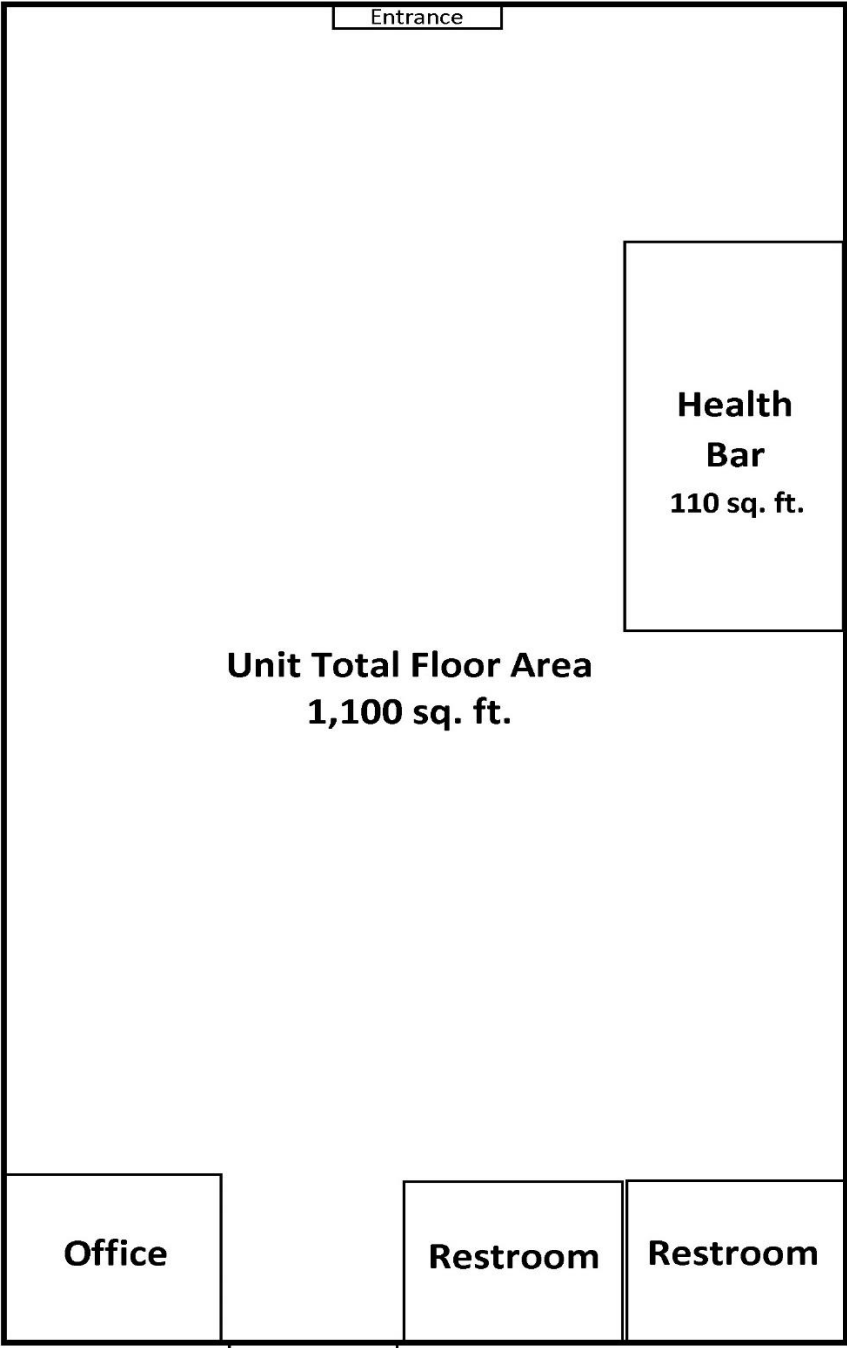 Entrance
Health
Bar
110 sq. ft.
Unit Total Floor Area
1,100 sq. ft.
Office
Restroom
Restroom